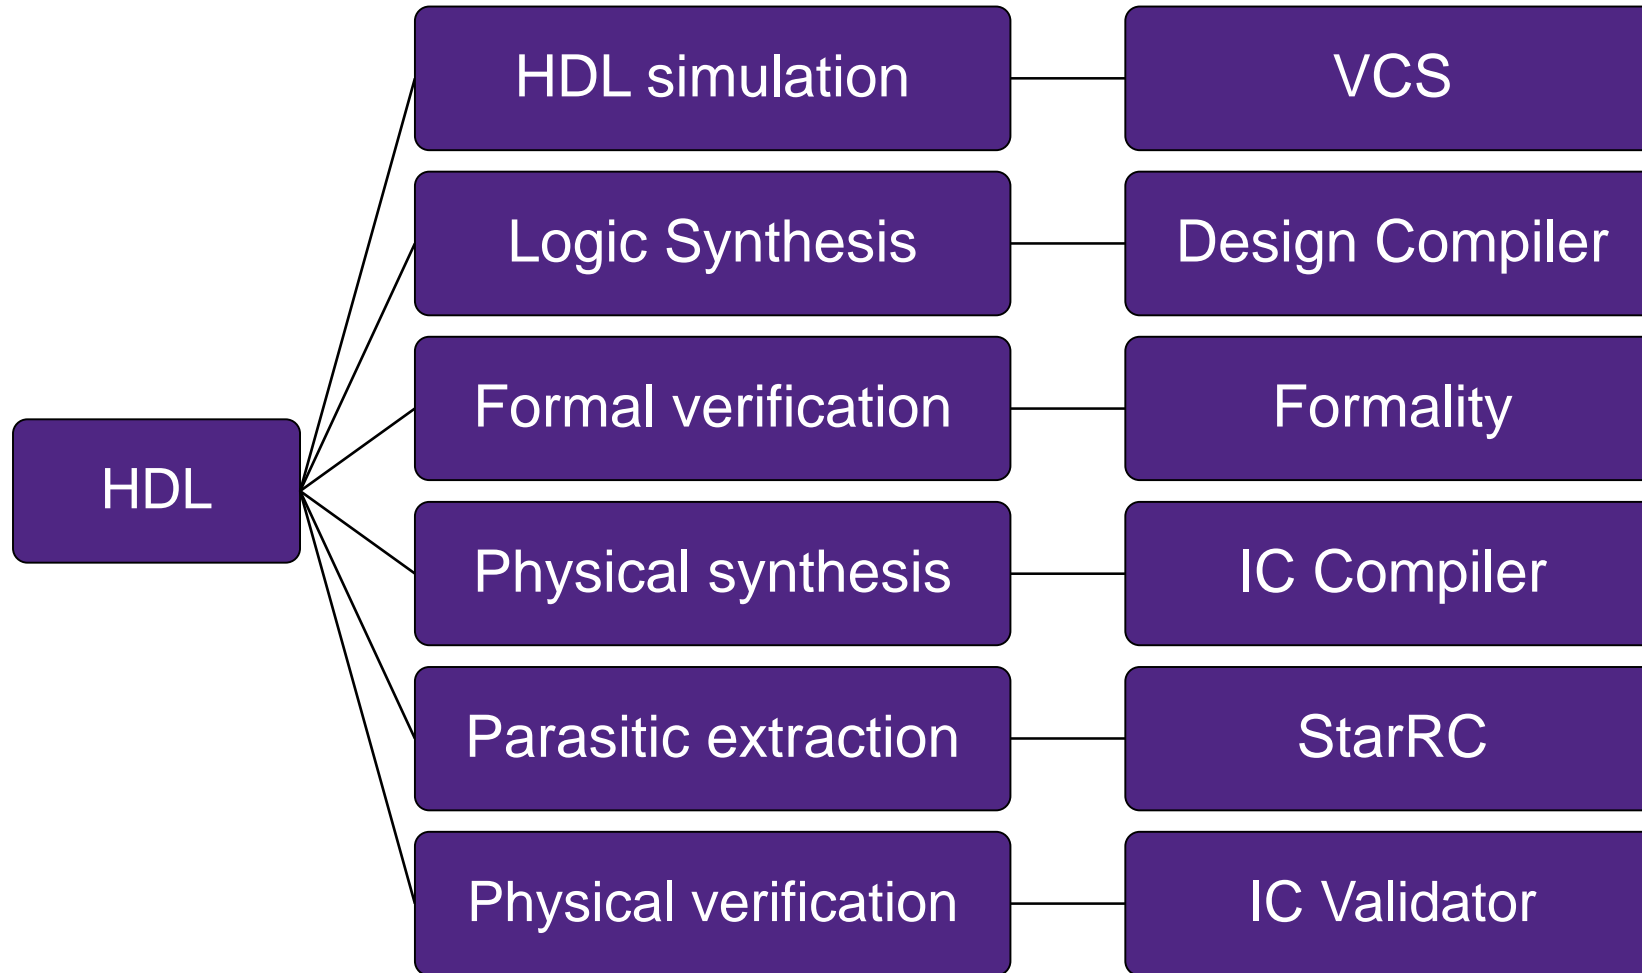 HDL
HDL simulation
VCS
Logic Synthesis
Design Compiler
Formal verification
Formality
Physical synthesis
IC Compiler
Parasitic extraction
StarRC
Physical verification
IC Validator